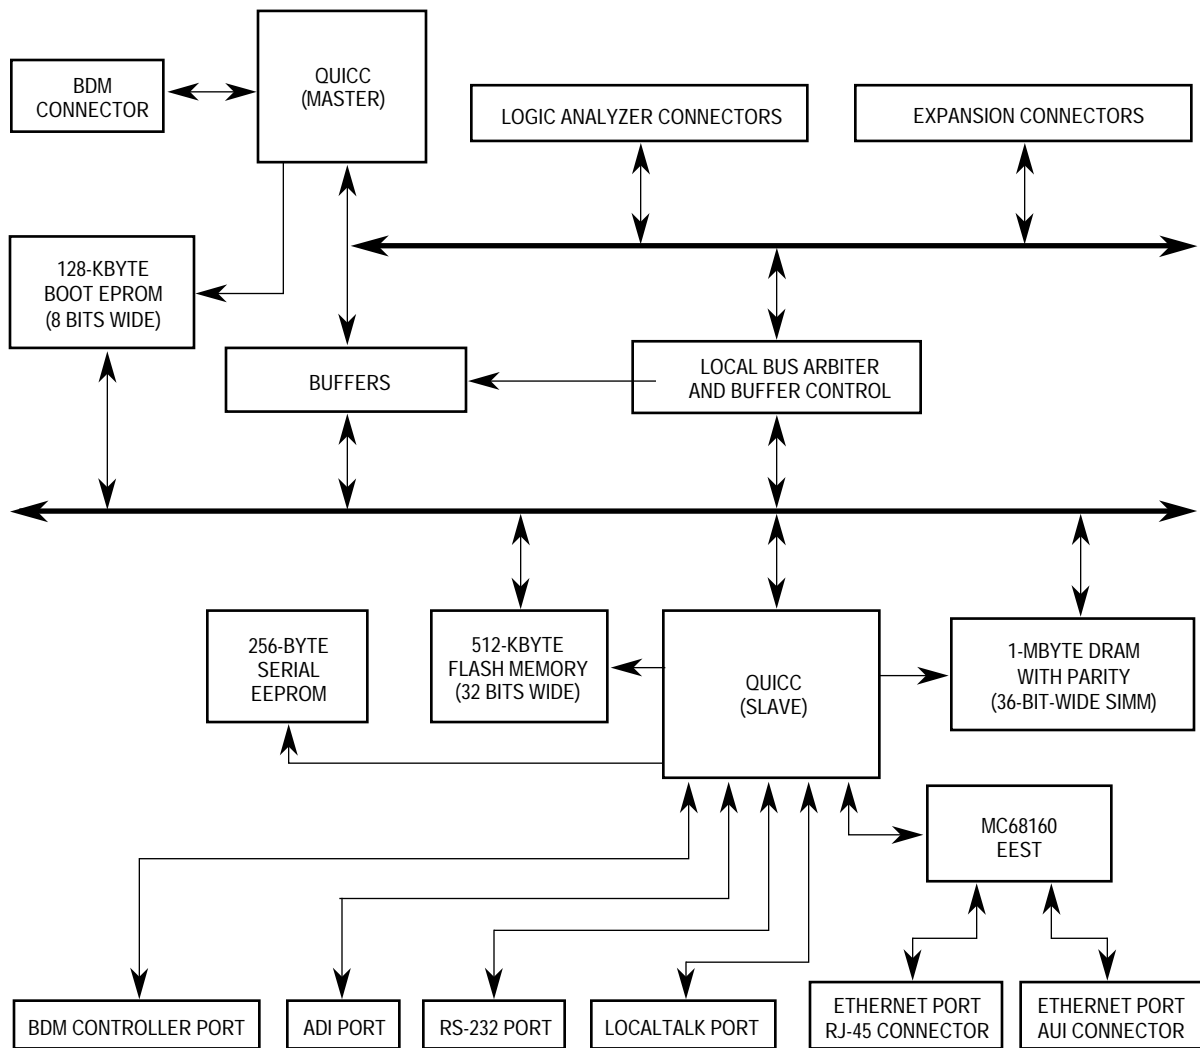 QUICC
(MASTER)
BDM
CONNECTOR
LOGIC ANALYZER CONNECTORS
EXPANSION CONNECTORS
128-KBYTE
BOOT EPROM
(8 BITS WIDE)
BUFFERS
LOCAL BUS ARBITER
AND BUFFER CONTROL
256-BYTE
SERIAL
EEPROM
512-KBYTE
FLASH MEMORY
(32 BITS WIDE)
QUICC
(SLAVE)
1-MBYTE DRAM
WITH PARITY
(36-BIT-WIDE SIMM)
MC68160
EEST
BDM CONTROLLER PORT
ADI PORT
RS-232 PORT
LOCALTALK PORT
ETHERNET PORT
RJ-45 CONNECTOR
ETHERNET PORT
AUI CONNECTOR